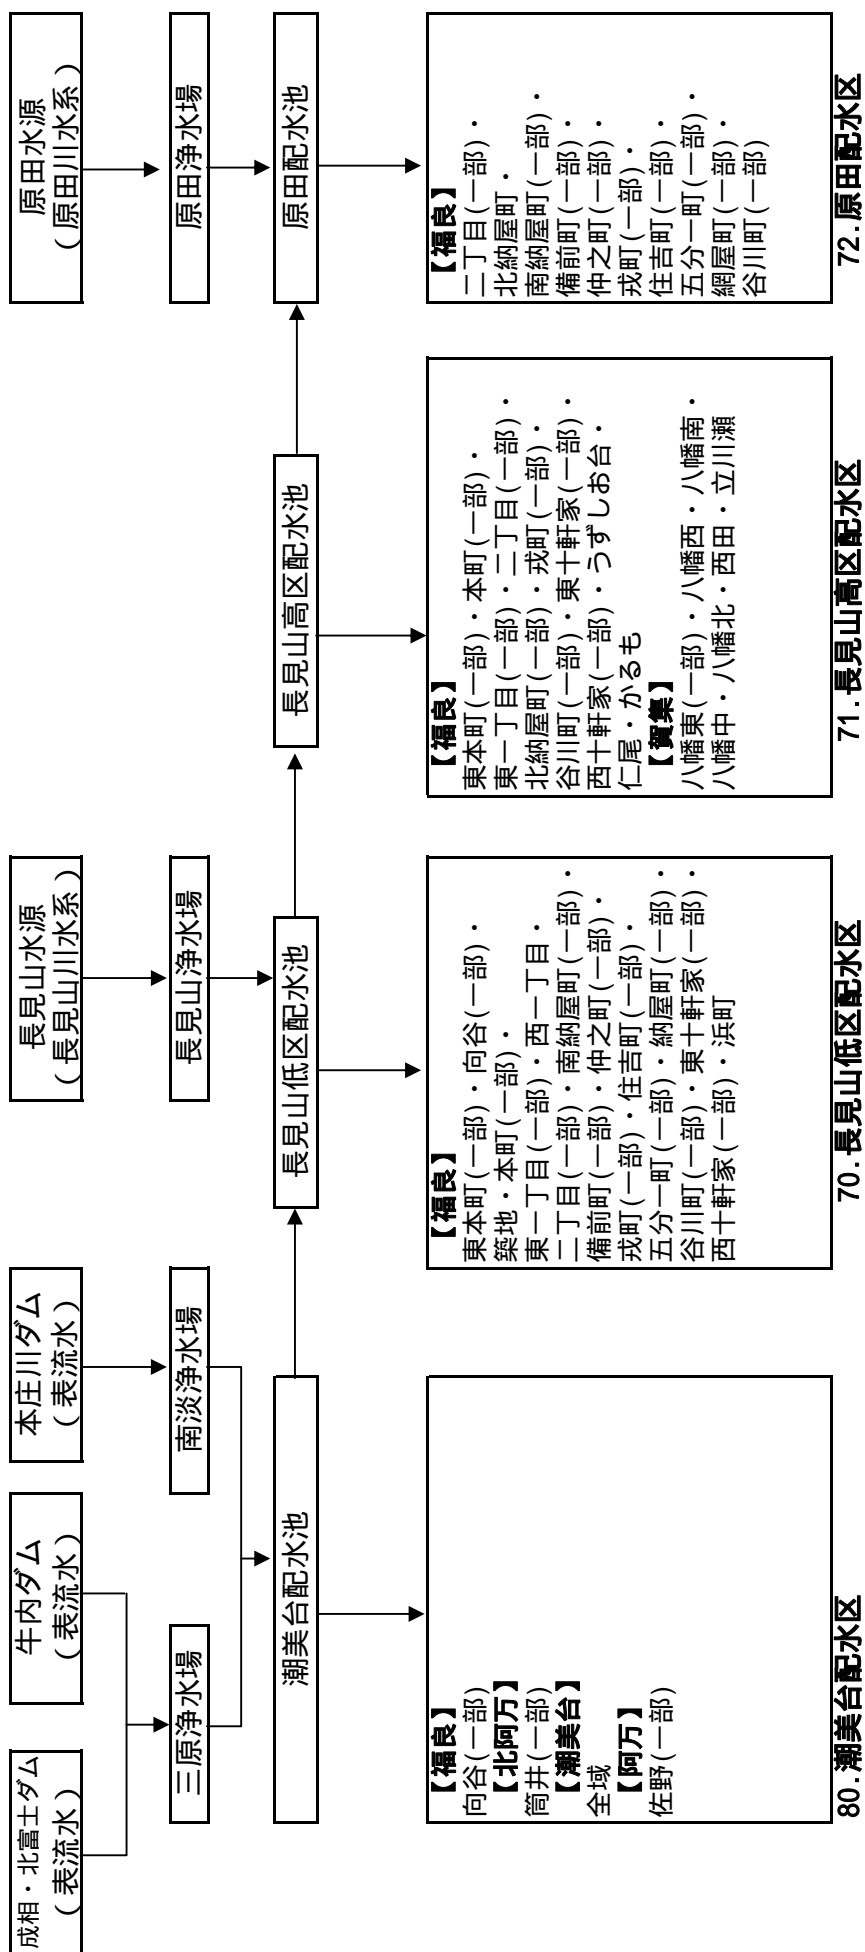 成相・北富士ダム
（表流水）
牛内ダム
（表流水）
本庄川ダム
（表流水）
長見山水源
（長見山川水系）
原田水源
（原田川水系）
三原浄水場
南淡浄水場
長見山浄水場
原田浄水場
潮美台配水池
長見山低区配水池
長見山高区配水池
原田配水池
【福良】
向谷(一部)
【北阿万】
筒井(一部)
【潮美台】
全域
【阿万】
佐野(一部)
80.潮美台配水区
【福良】
東本町(一部)・向谷(一部)・
築地・本町(一部)・
東一丁目(一部)・西一丁目・
二丁目(一部)・南納屋町(一部)・
備前町(一部)・仲之町(一部)・
戎町(一部)・住吉町(一部)・
五分一町(一部)・納屋町(一部)・
谷川町(一部)・東十軒家(一部)・
西十軒家(一部)・浜町
70.長見山低区配水区
【福良】
東本町(一部)・本町(一部)・
東一丁目(一部)・二丁目(一部)・
北納屋町(一部)・戎町(一部)・
谷川町(一部)・東十軒家(一部)・
西十軒家(一部)・うずしお台・
仁尾・かるも
【賀集】
八幡東(一部)・八幡西・八幡南・
八幡中・八幡北・西田・立川瀬
71.長見山高区配水区
【福良】
二丁目(一部)・
北納屋町・
南納屋町(一部)・
備前町(一部)・
仲之町(一部)・
戎町(一部)・
住吉町(一部)・
五分一町(一部)・
網屋町(一部)・
谷川町(一部)
72.原田配水区